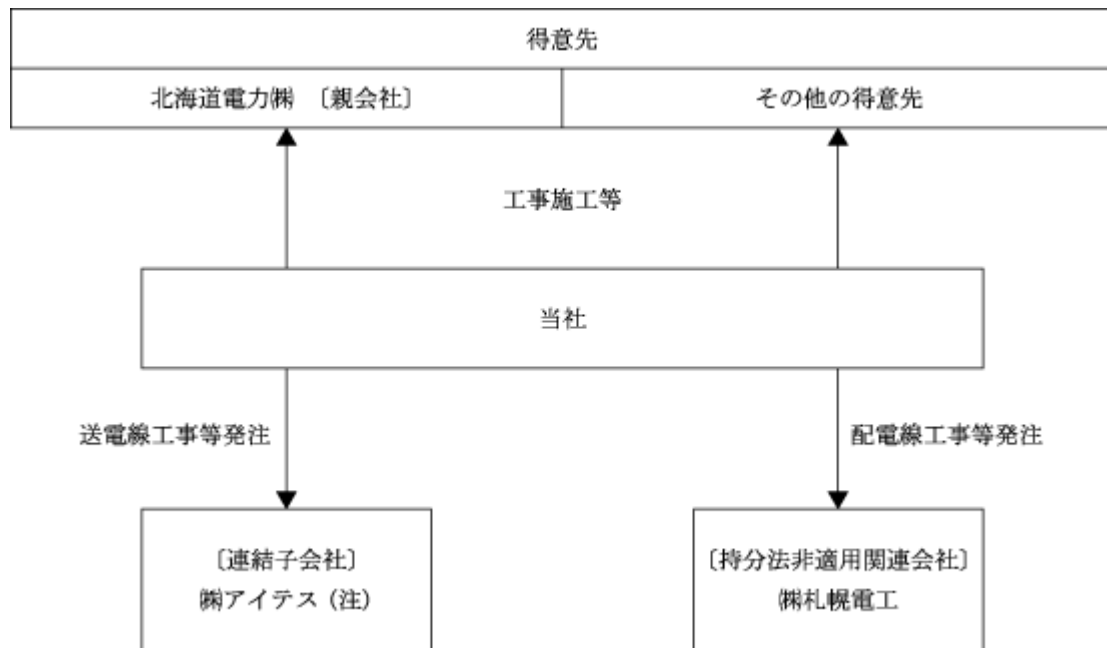 得意先
北海道電力㈱ 〔親会社〕
その他の得意先
工事施工等
当社
送電線工事等発注
配電線工事等発注
〔連結子会社〕
㈱アイテス（注）
〔持分法非適用関連会社〕
㈱札幌電工